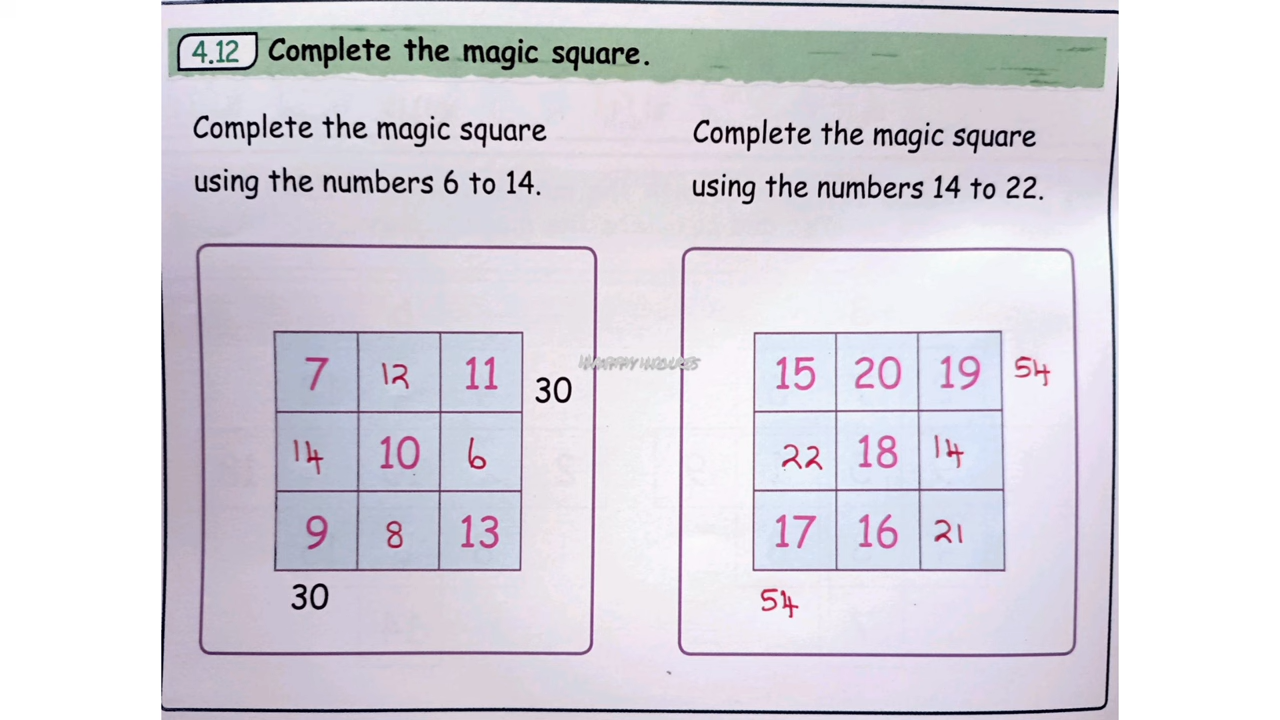 4.12 Complete the magic square.
Complete the magic square
using the numbers 6 to 14.
7 12 11 30
14 10 6
9 8 13
30
Complete the magic square
using the numbers 14 to 22.
15 20 19 54
22 18 14
17 16 21
54